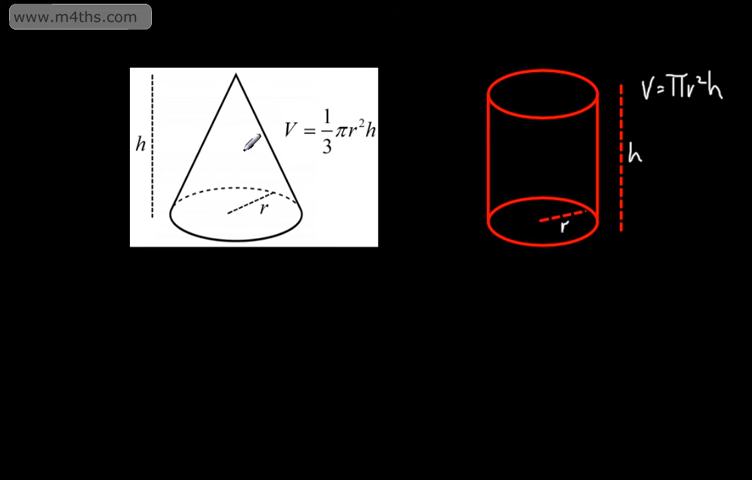 www.m4ths.com
h
V = 1/3 πr²h
r
V=πr²h
h
r